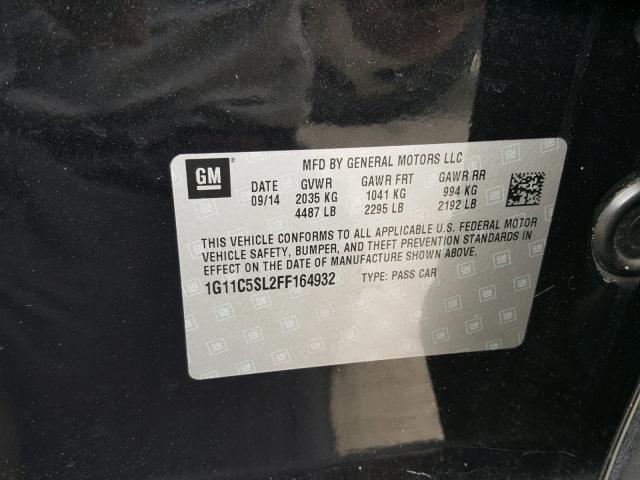 GM
MFD BY GENERAL MOTORS LLC
DATE GVWR GAWR FRT GAWR RR
09/14 2035 KG 1041 KG 994 KG
4487 LB 2295 LB 2192 LB
THIS VEHICLE CONFORMS TO ALL APPLICABLE U.S. FEDERAL MOTOR
VEHICLE SAFETY, BUMPER, AND THEFT PREVENTION STANDARDS IN
EFFECT ON THE DATE OF MANUFACTURE SHOWN ABOVE.
1G11C5SL2FF164932 TYPE: PASS CAR